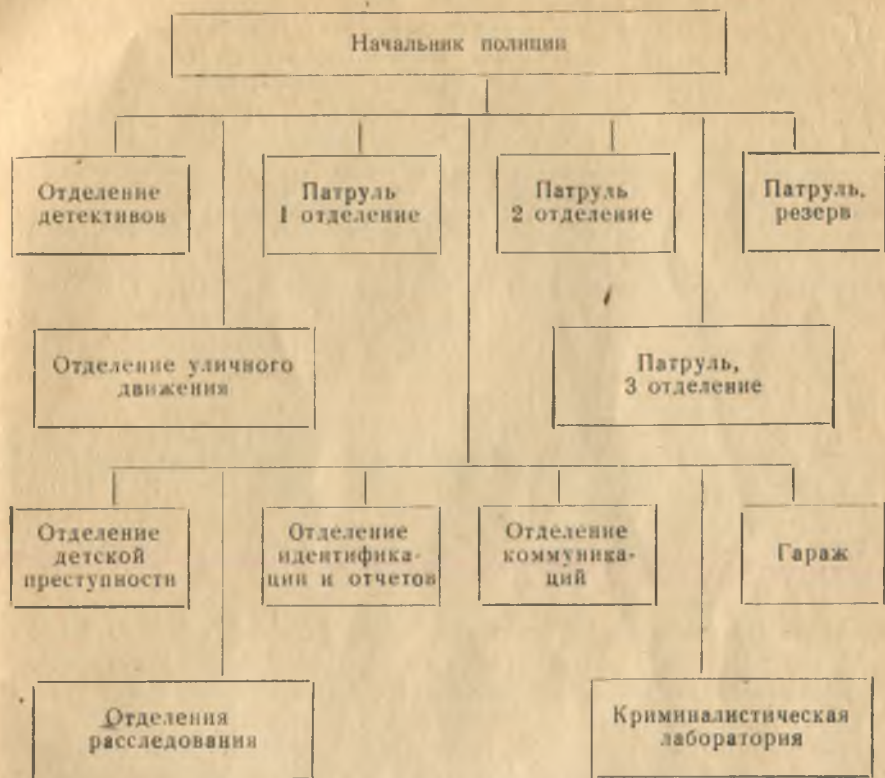 Начальник полиции
Отделение
детективов
Патруль
1 отделение
Патруль
2 отделение
Патруль,
резерв
Отделение уличного
движения
Патруль,
3 отделение
Отделение
детской
преступности
Отделение
идентифика-
ции и отчетов
Отделение
коммуника-
ций
Гараж
Отделения
расследования
Криминалистическая
лаборатория